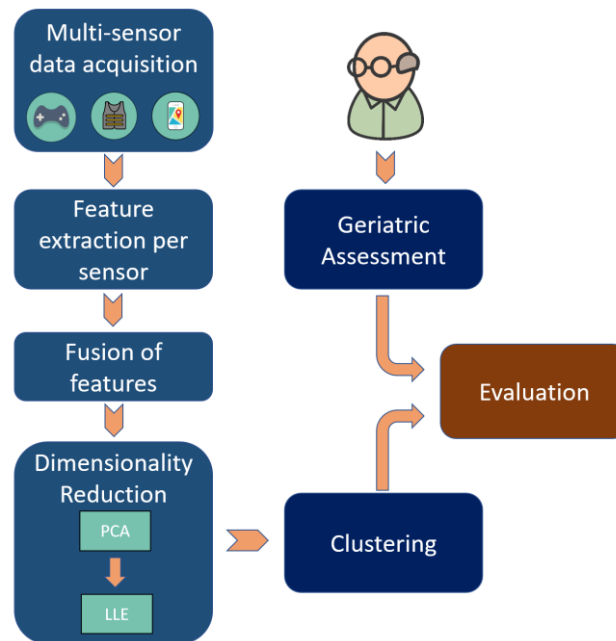 Multi-sensor
data acquisition
Feature
extraction per
sensor
Fusion of
features
Dimensionality
Reduction
PCA
LLE
Geriatric
Assessment
Clustering
Evaluation